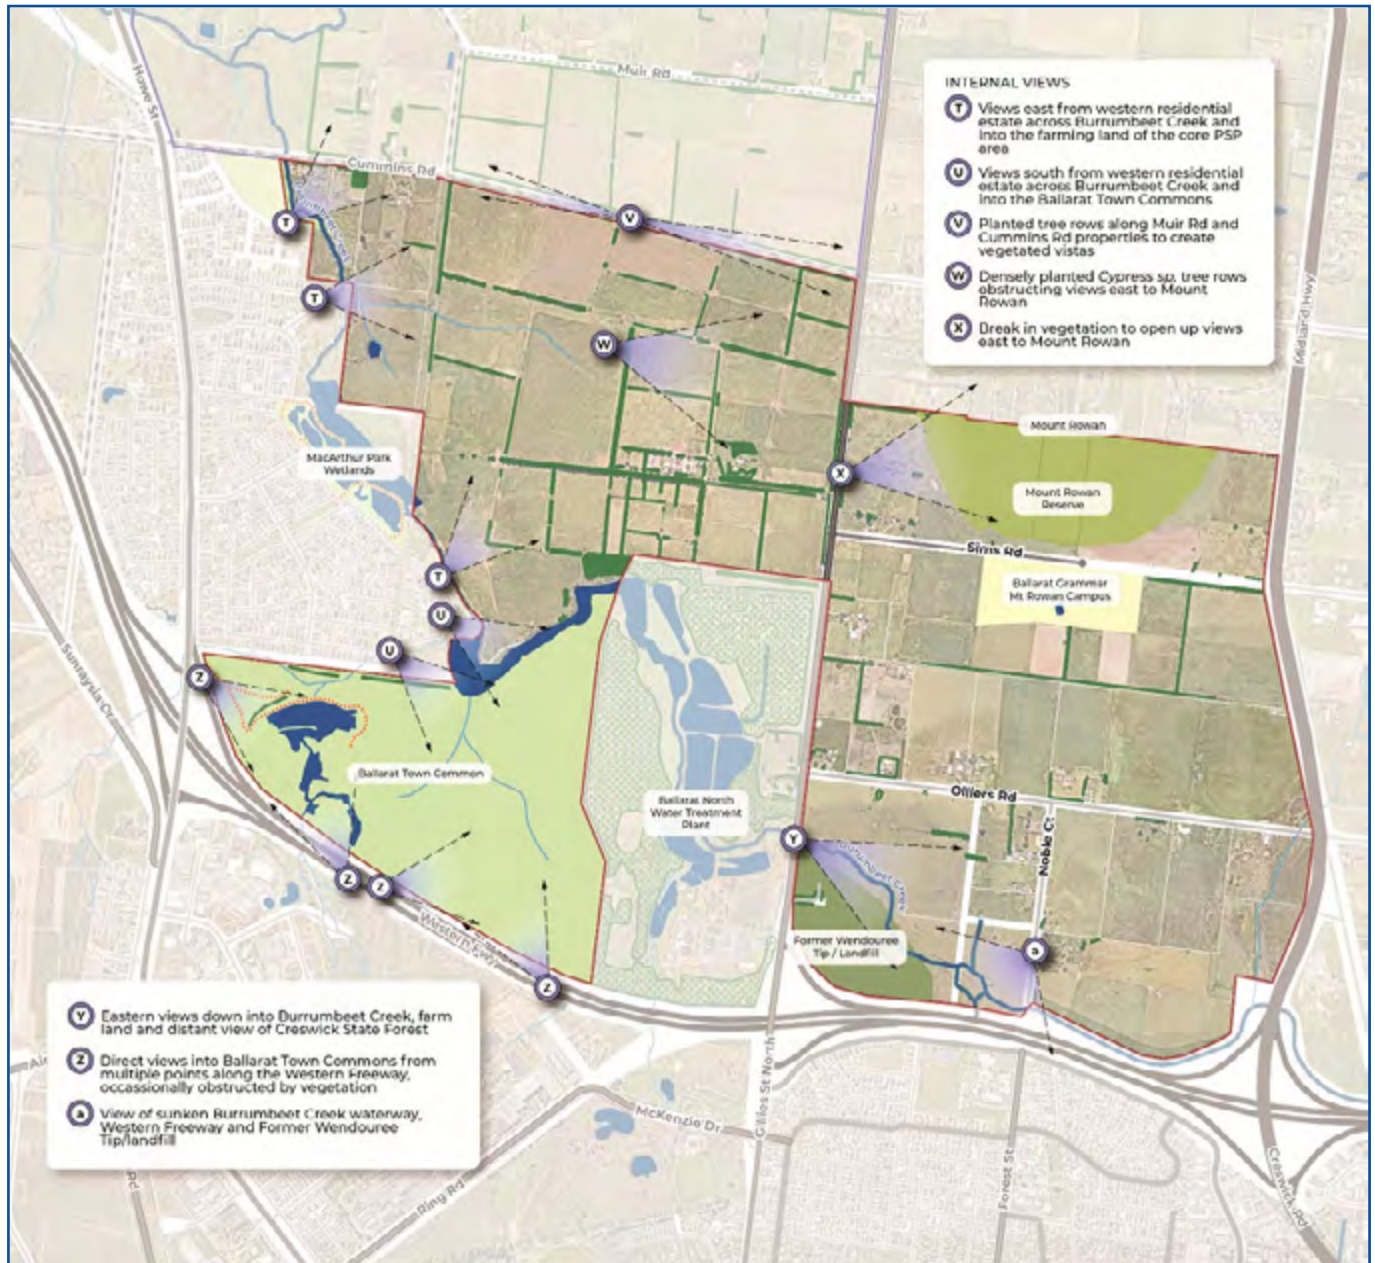 Muir Rd
Howe St
INTERNAL VIEWS
T Views east from western residential
estate across Burrumbeet Creek and
into the farming land of the core PSP
area
U Views south from western residential
estate across Burrumbeet Creek and
into the Ballarat Town Commons
V Planted tree rows along Muir Rd and
Cummins Rd properties to create
vegetated vistas
W Densely planted Cypress sp. tree rows
obstructing views east to Mount
Rowan
X Break in vegetation to open up views
east to Mount Rowan
Cummins Rd
T
V
Burrumbeet Creek
T
Midland Hwy
W
Mount Rowan
MacArthur Park
Wetlands
X
Mount Rowan
Reserve
Sims Rd
T
Ballarat Grammar
Mt Rowan Campus
U
U
Z
Sunraysia
Ballarat Town Common
Olliers Rd
Ballarat North
Water Treatment
Plant
Y
Burrumbeet Creek
Noble Ct
Z
Z
Western Fwy
Former Wendouree
Tip / Landfill
a
Z
Y Eastern views down into Burrumbeet Creek, farm
land and distant view of Creswick State Forest
Z Direct views into Ballarat Town Commons from
multiple points along the Western Freeway,
occassionally obstructed by vegetation
a View of sunken Burrumbeet Creek waterway,
Western Freeway and Former Wendouree
Tip/landfill
Gillies St North
McKenzie Dr
Ring Rd
Rd
Forest St
Creswick Rd